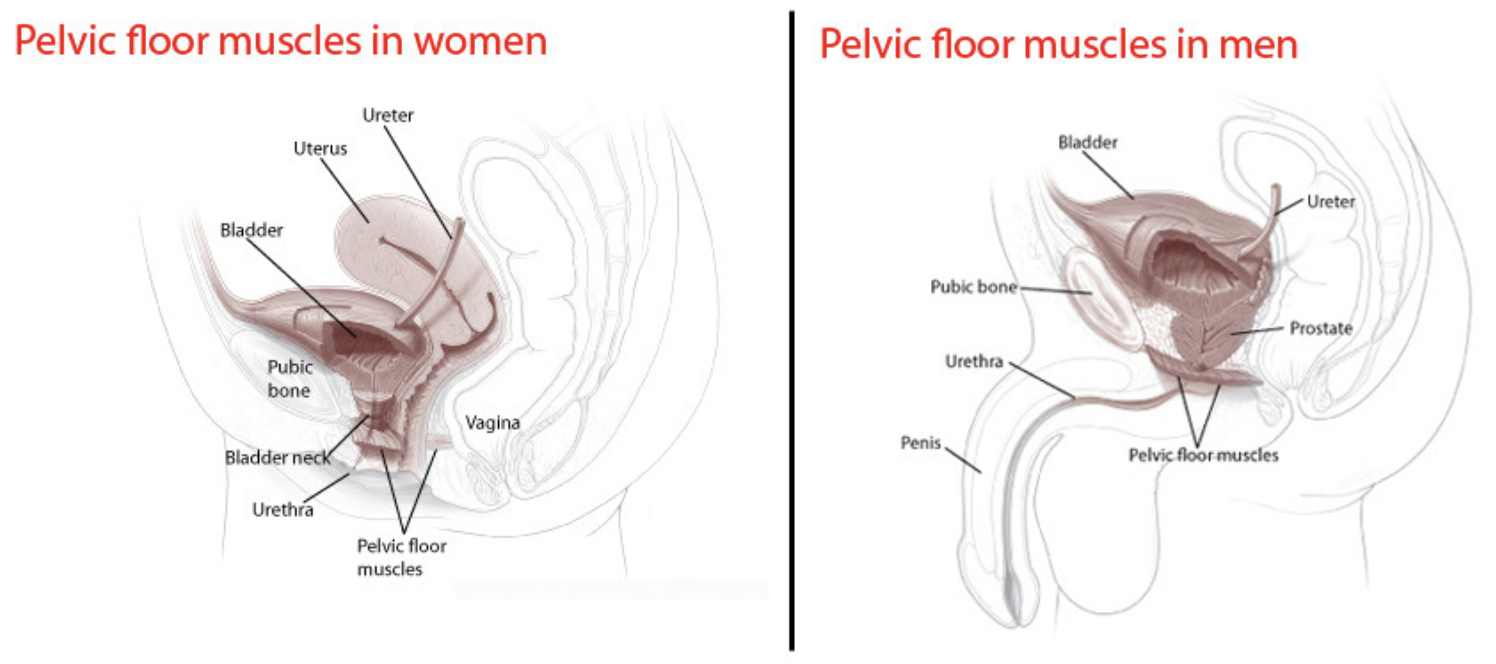 Pelvic floor muscles in women
Ureter
Uterus
Bladder
Pubic
bone
Vagina
Bladder neck
Urethra
Pelvic floor
muscles
Pelvic floor muscles in men
Bladder
Ureter
Pubic bone
Prostate
Urethra
Penis
Pelvic floor muscles